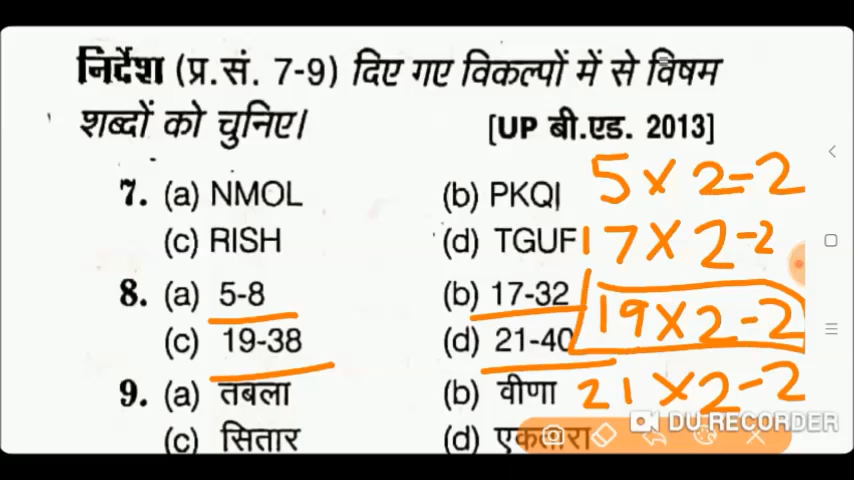 निर्देश (प्र.सं. 7-9) दिए गए विकल्पों में से विषम
शब्दों को चुनिए। [UP बी.एड. 2013]
7. (a) NMOL (b) PKQI 5×2-2
(c) RISH (d) TGUF 17×2-2
8. (a) 5-8 (b) 17-32
(c) 19-38 (d) 21-40 19×2-2
9. (a) तबला (b) वीणा 21×2-2
DU RECORDER
(c) सितार (d) एकतारा